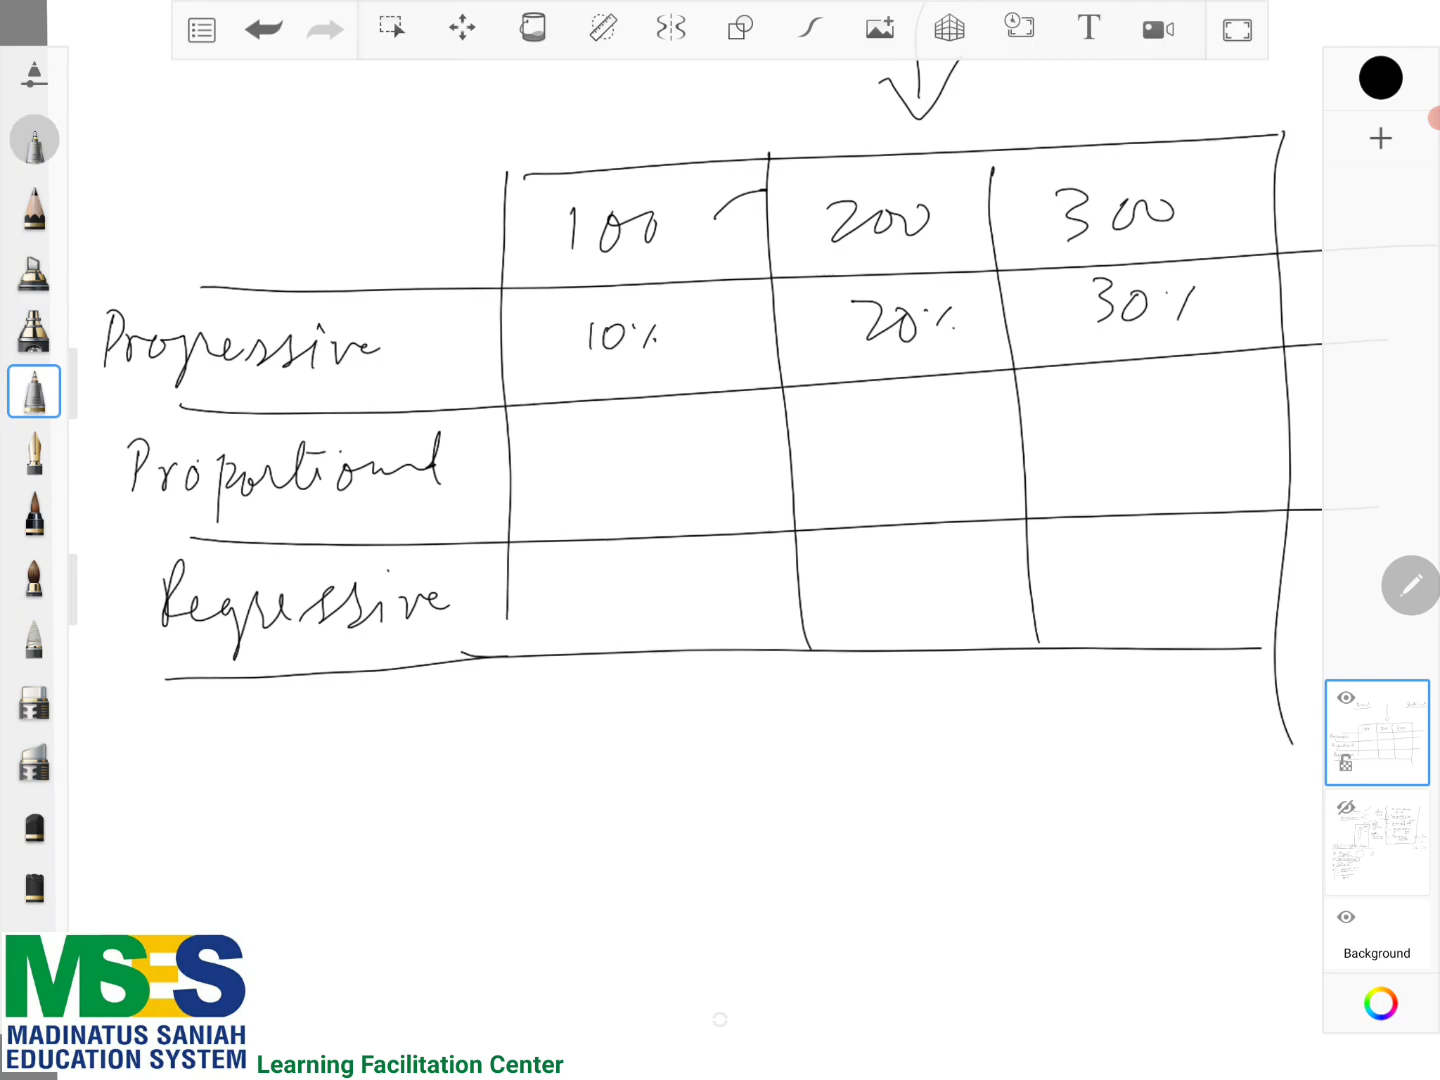 T
100 200 300
Progressive 10% 20% 30%
Proportional
Regressive
Background
MSES
MADINATUS SANIAH
EDUCATION SYSTEM
Learning Facilitation Center